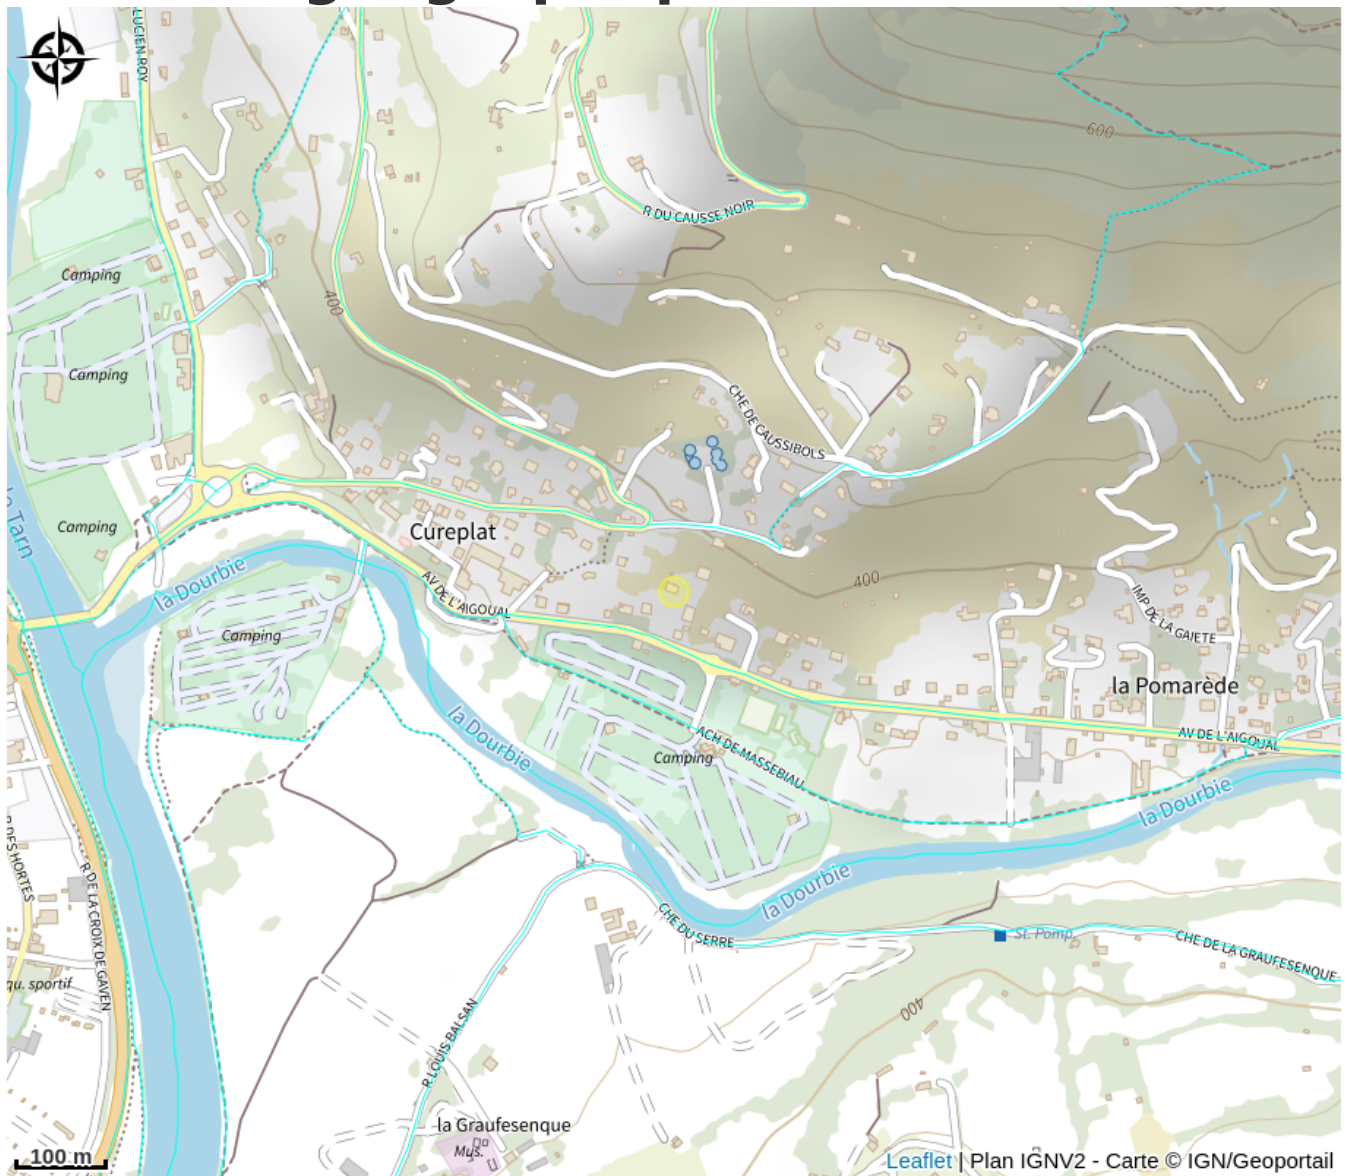 LUCIEN ROY
600
R DU CAUSSE NOIR
Camping
400
Camping
CHE DE CAUSSIBOLS
Camping
Cureplat
le Tarn
la Dourbie
400
AV DE L'AIGOUAL
IMP DE LA GAIETE
Camping
la Pomarède
la Dourbie
AV DE L'AIGOUAL
ACH DE MASSEBIAU
Camping
la Dourbie
R DES HORTES
R DE LA CROIX DE GAVEN
la Dourbie
CHE DU SERRE
St. Pomp.
CHE DE LA GRAUFESENQUE
qu. sportif
400
R LOUIS BALSAN
la Graufesenque
Mus.
100 m
Leaflet | Plan IGNV2 - Carte © IGN/Geoportail